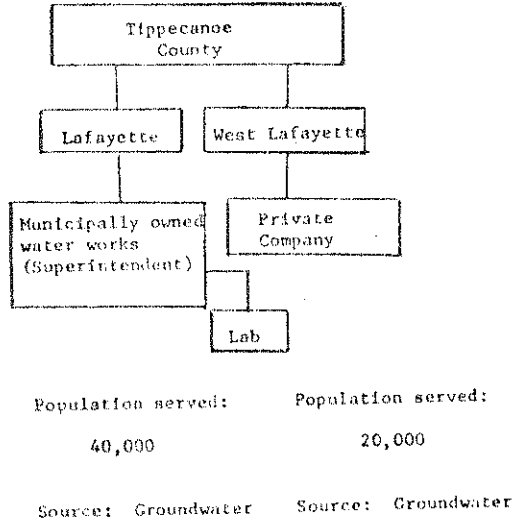 Tippecanoe
County
Lafayette
West Lafayette
Municipally owned
water works
(Superintendent)
Private
Company
Lab
Population served:
40,000
Population served:
20,000
Source: Groundwater
Source: Groundwater